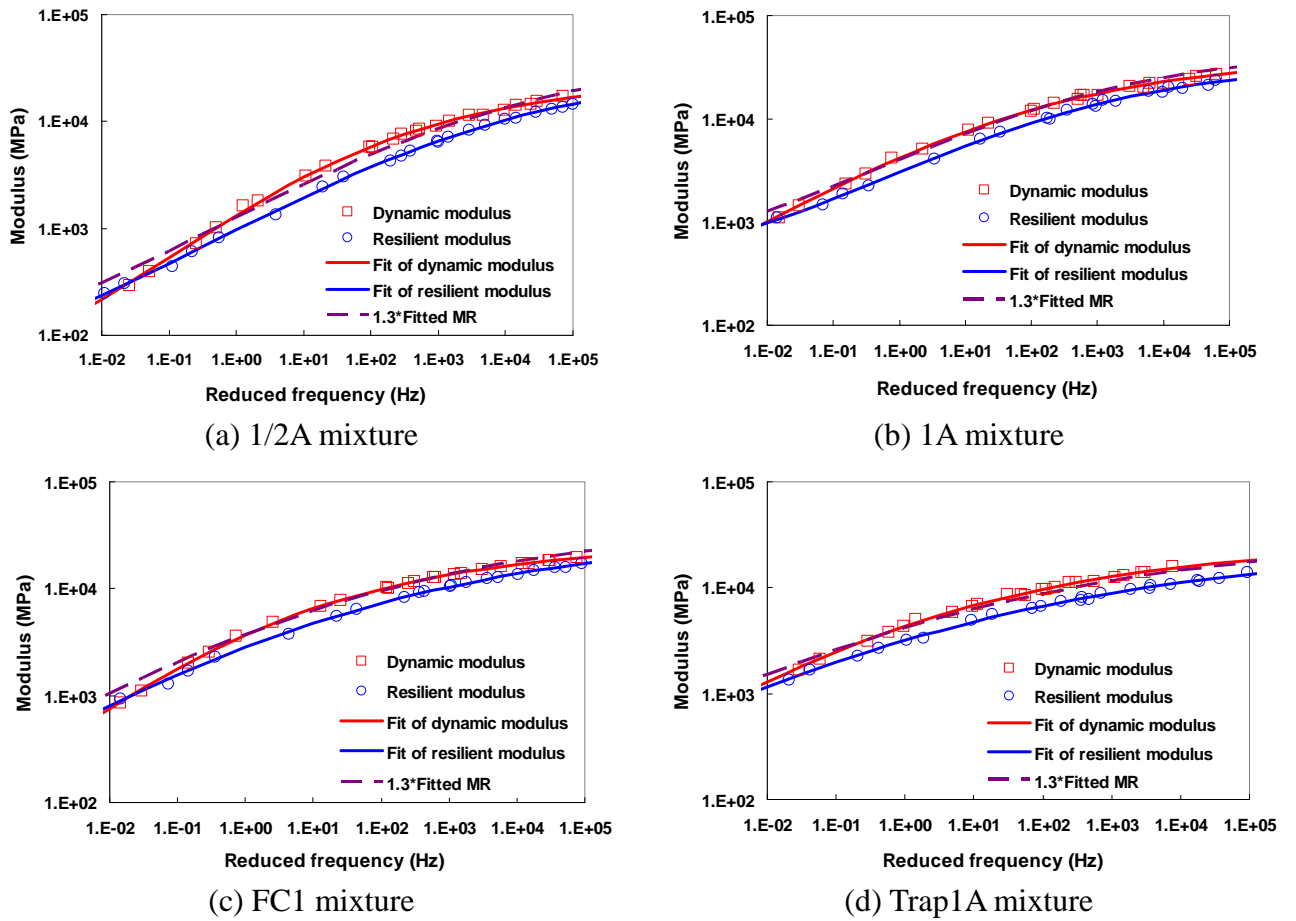 1.E+05
1.E+04
1.E+03
1.E+02
Modulus (MPa)
Dynamic modulus
Resilient modulus
Fit of dynamic modulus
Fit of resilient modulus
1.3*Fitted MR
1.E-02 1.E-01 1.E+00 1.E+01 1.E+02 1.E+03 1.E+04 1.E+05
Reduced frequency (Hz)
(a) 1/2A mixture
1.E+05
1.E+04
1.E+03
1.E+02
Modulus (MPa)
Dynamic modulus
Resilient modulus
Fit of dynamic modulus
Fit of resilient modulus
1.3*Fitted MR
1.E-02 1.E-01 1.E+00 1.E+01 1.E+02 1.E+03 1.E+04 1.E+05
Reduced frequency (Hz)
(b) 1A mixture
1.E+05
1.E+04
1.E+03
1.E+02
Modulus (MPa)
Dynamic modulus
Resilient modulus
Fit of dynamic modulus
Fit of resilient modulus
1.3*Fitted MR
1.E-02 1.E-01 1.E+00 1.E+01 1.E+02 1.E+03 1.E+04 1.E+05
Reduced frequency (Hz)
(c) FC1 mixture
1.E+05
1.E+04
1.E+03
1.E+02
Modulus (MPa)
Dynamic modulus
Resilient modulus
Fit of dynamic modulus
Fit of resilient modulus
1.3*Fitted MR
1.E-02 1.E-01 1.E+00 1.E+01 1.E+02 1.E+03 1.E+04 1.E+05
Reduced frequency (Hz)
(d) Trap1A mixture